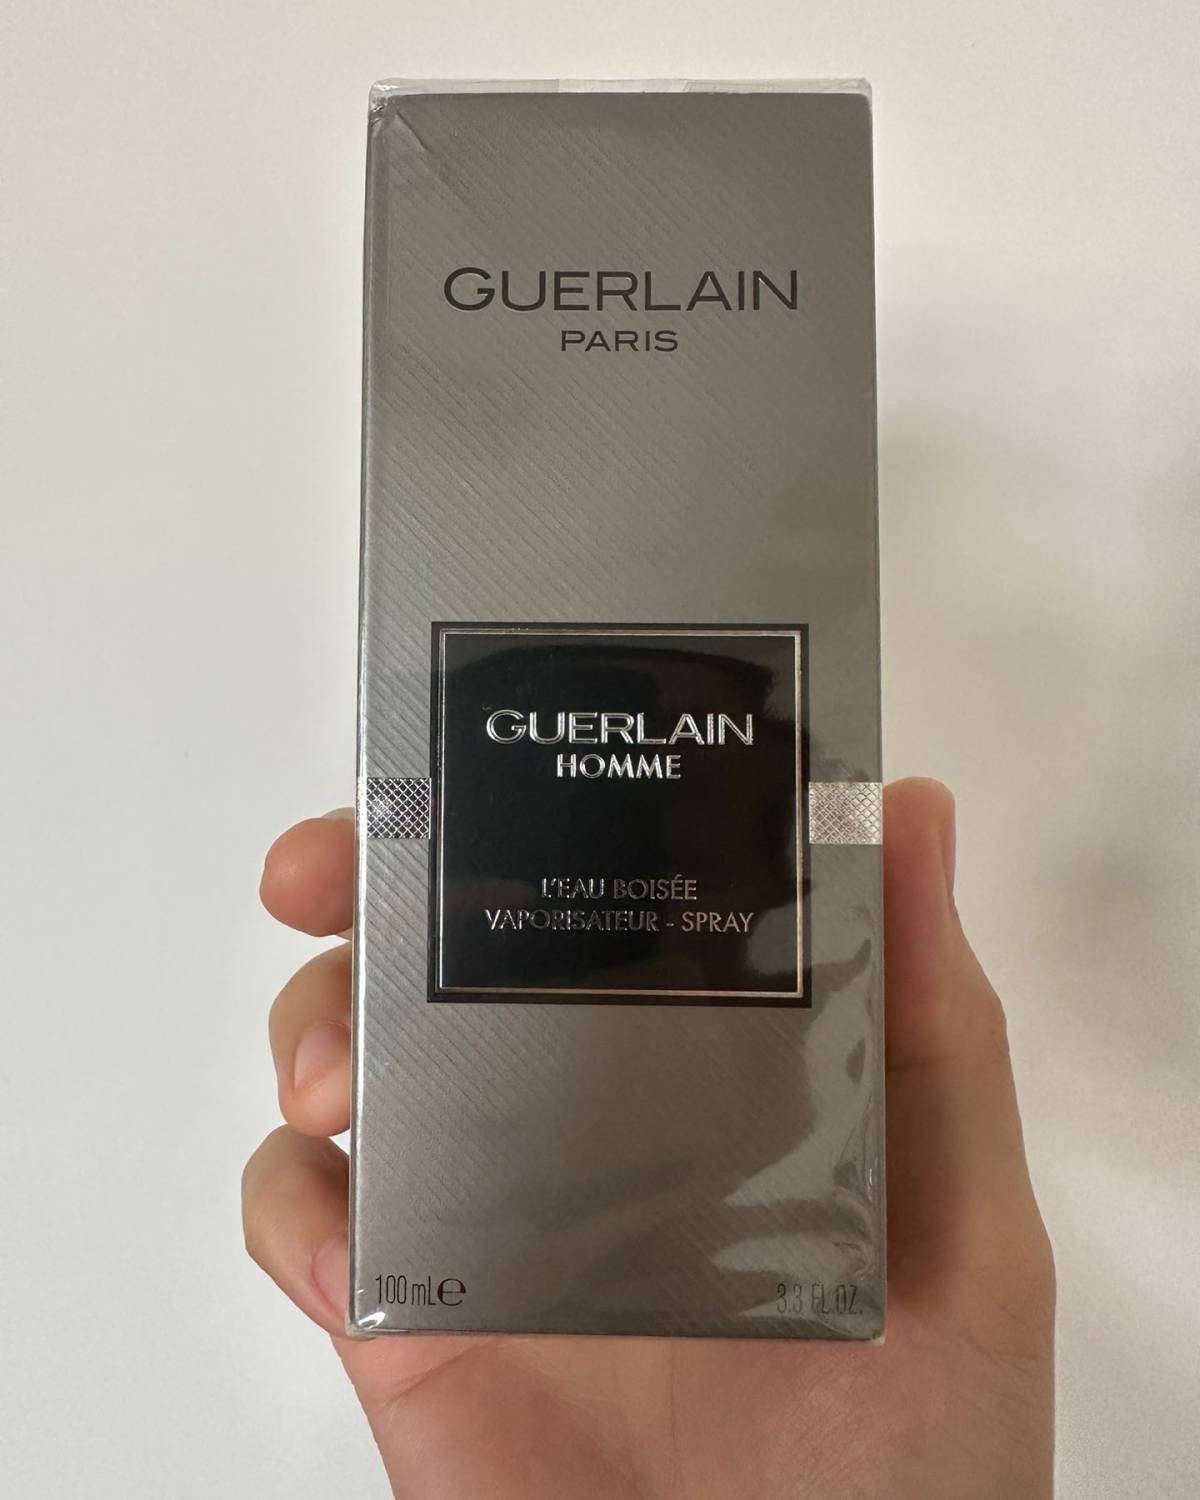 GUERLAIN
PARIS
GUERLAIN
HOMME
L'EAU BOISÉE
VAPORISATEUR - SPRAY
100 mL ℮
3.3 FL.OZ.